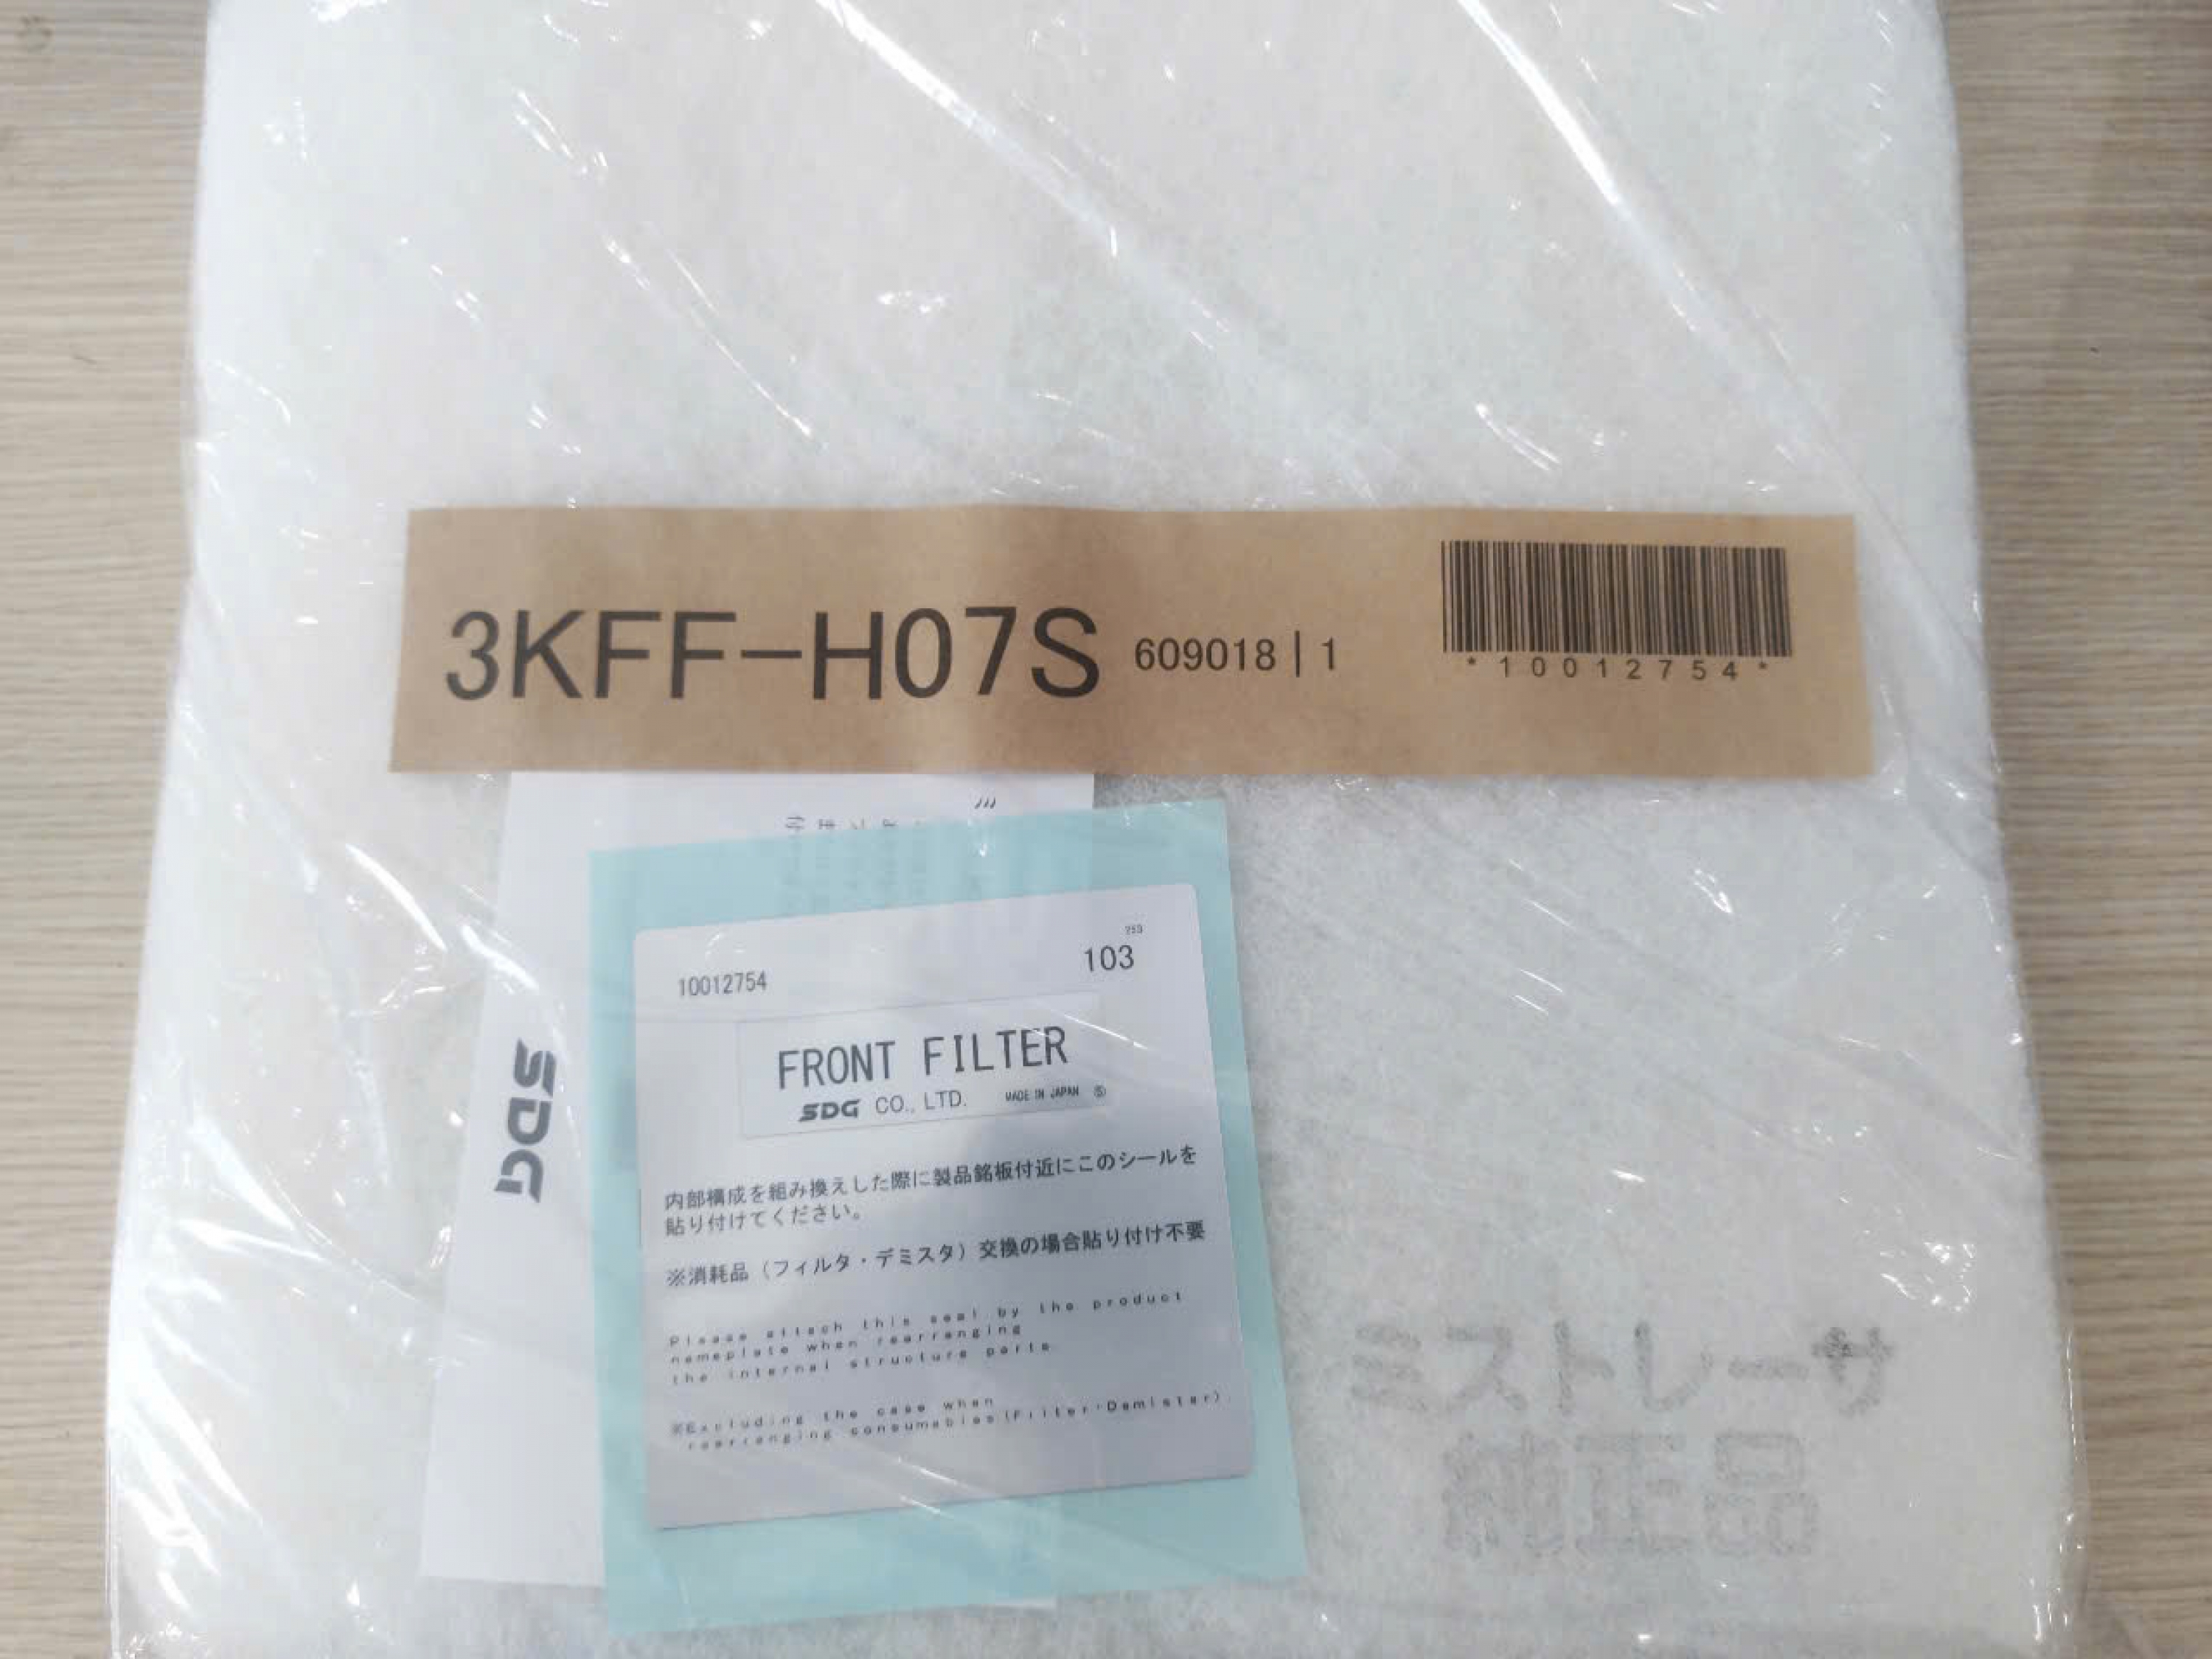 3KFF-H07S 609018|1
*10012754*
253
10012754 103
FRONT FILTER
SDG CO., LTD. MADE IN JAPAN ⑤
内部構成を組み換えした際に製品銘板付近にこのシールを
貼り付けてください。
※消耗品（フィルタ・デミスタ）交換の場合貼り付け不要
Please attach this seal by the product
nameplate when rearranging
the internal structure parts.
※Excluding the case when
rearranging consumables(Filter・Demister).
SDG
ミストレーサ
純正品